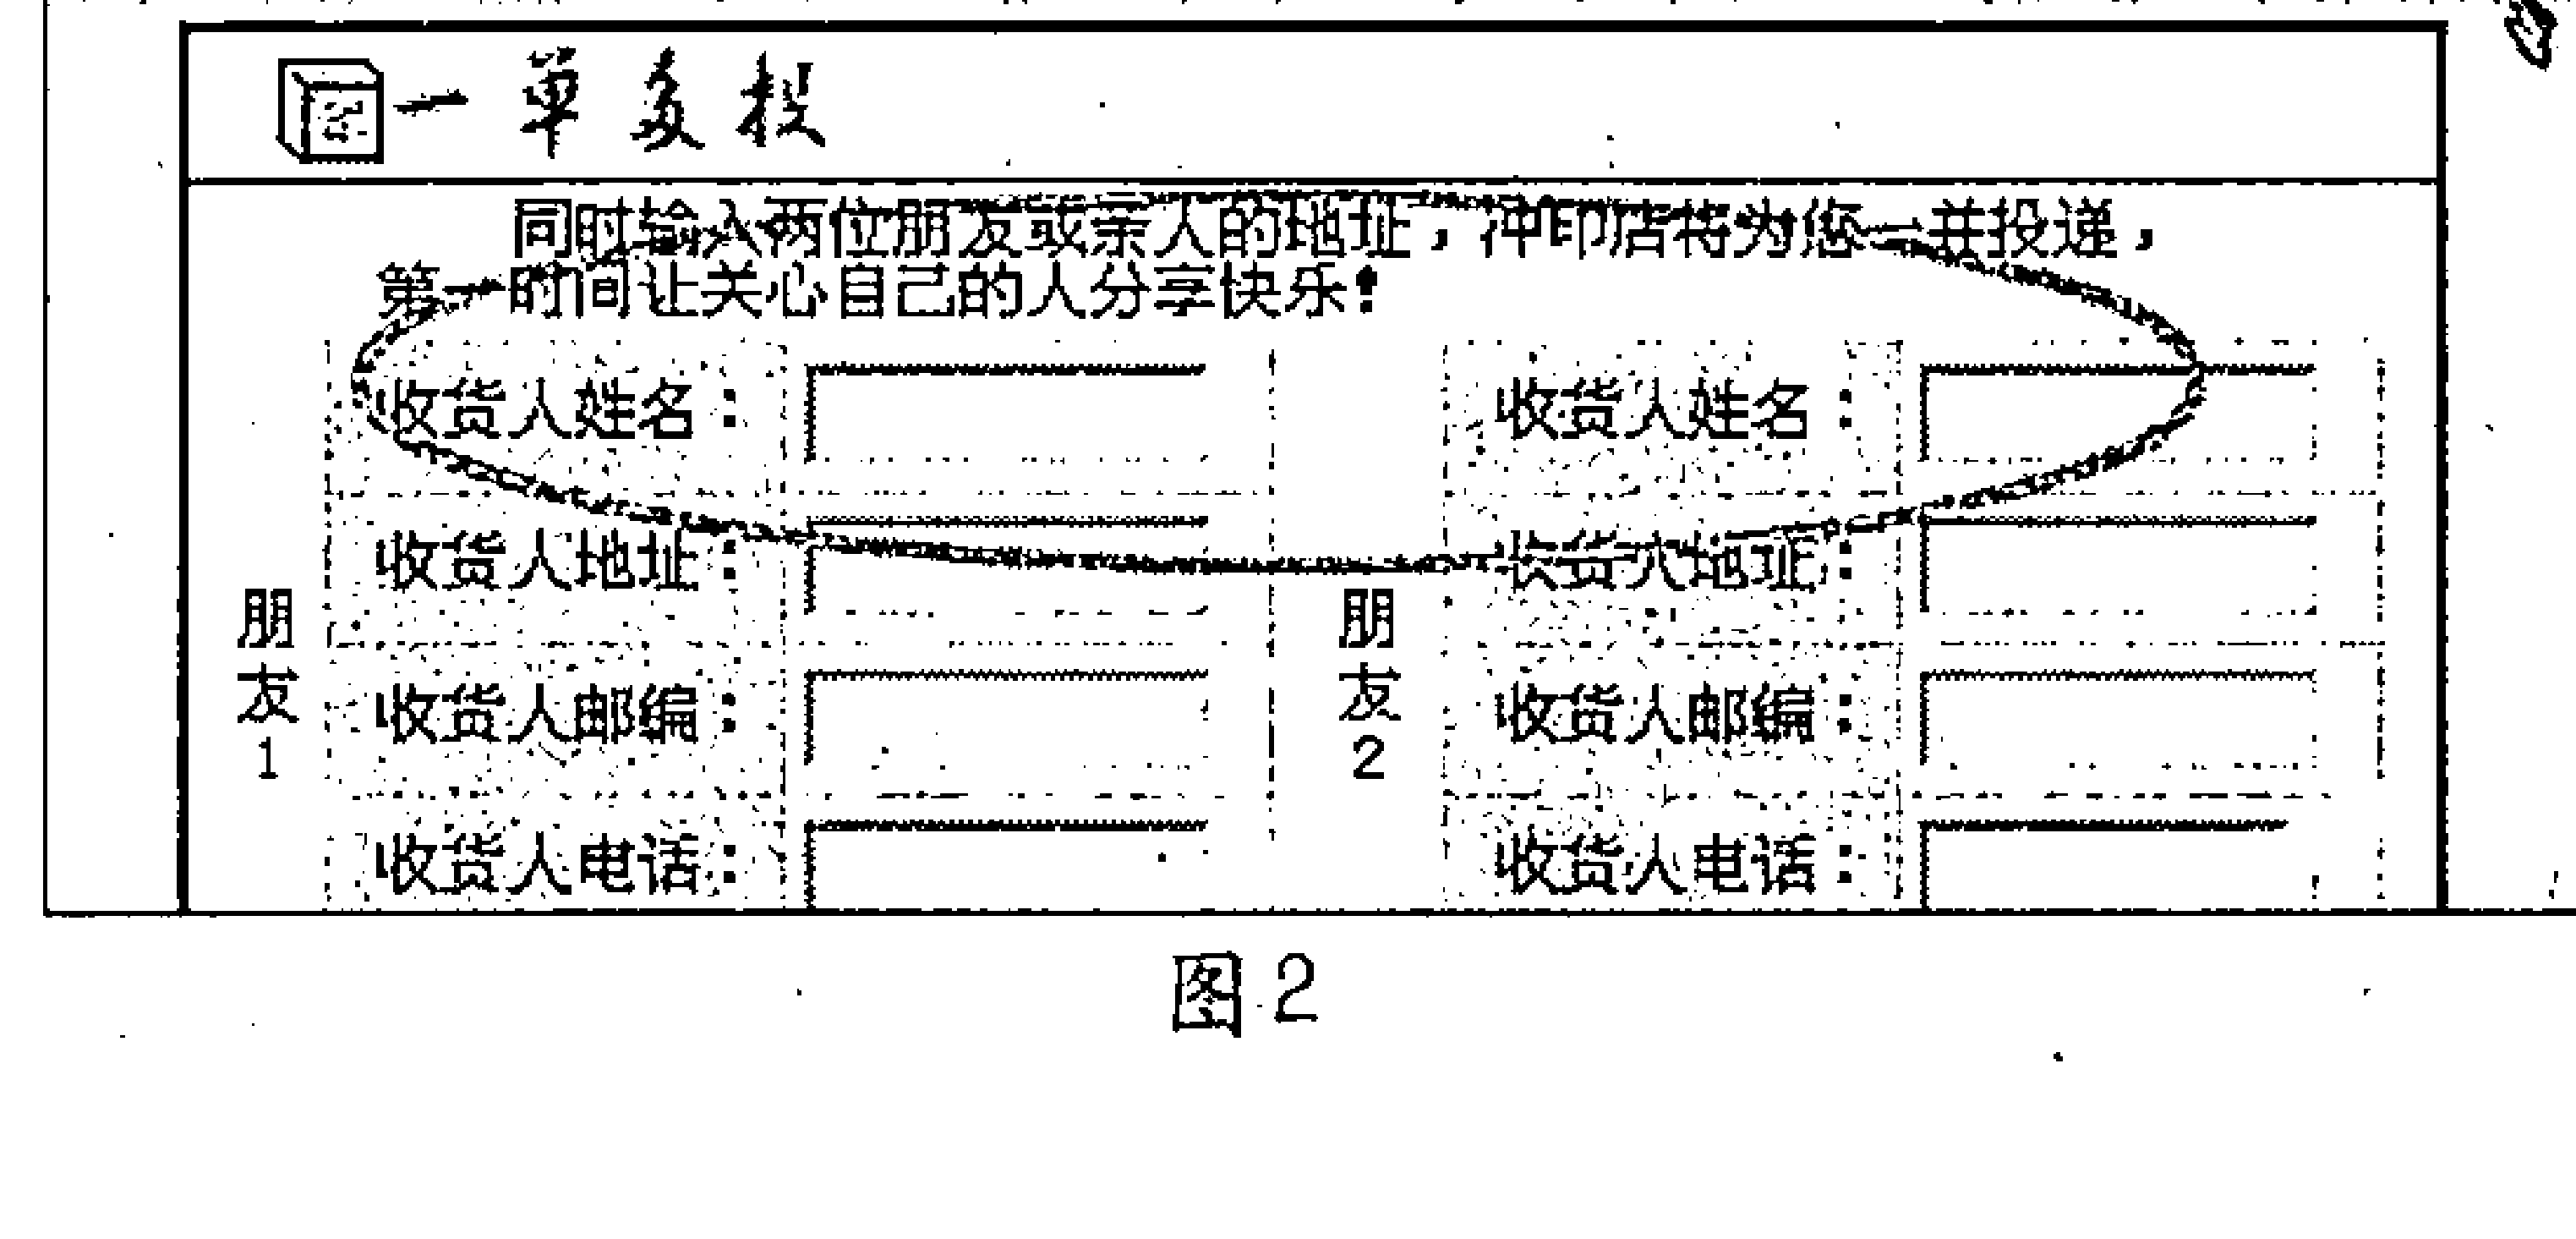 一单多投
同时输入两位朋友或亲人的地址，冲印店将为您一并投递，
第一时间让关心自己的人分享快乐！
朋友1
收货人姓名：
收货人地址：
收货人邮编：
收货人电话：
朋友2
收货人姓名：
收货人地址：
收货人邮编：
收货人电话：
图2